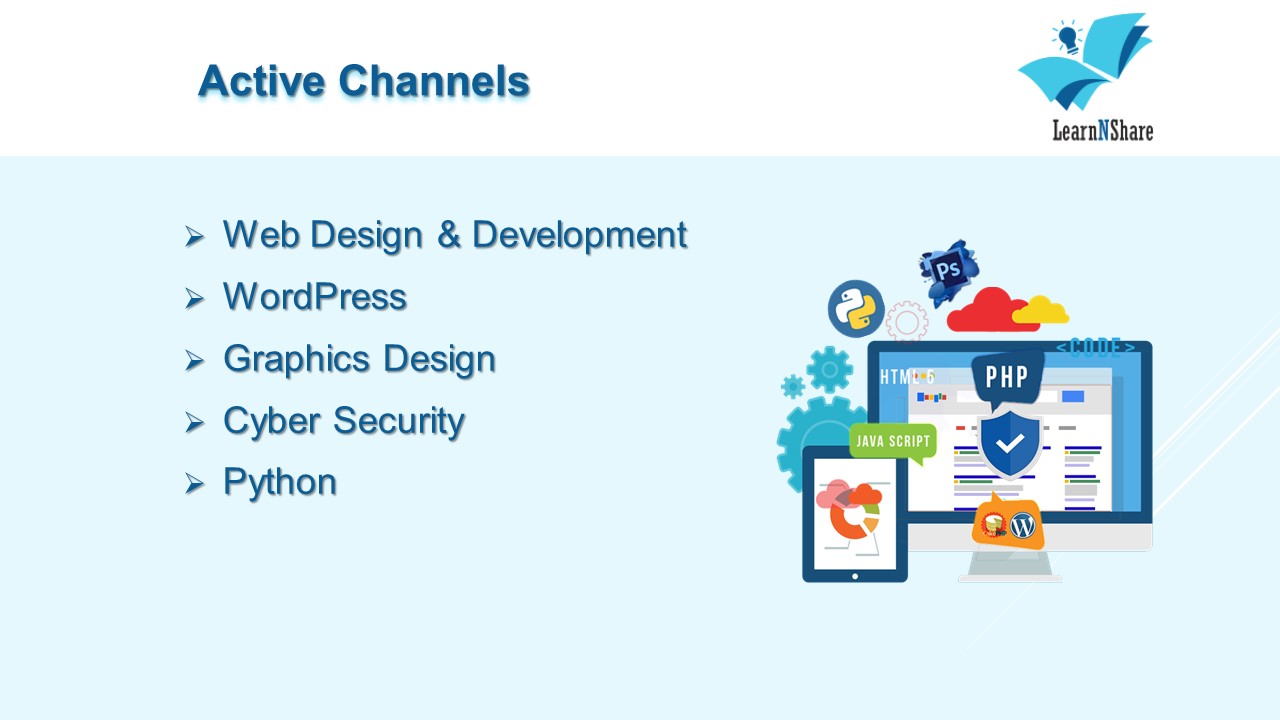 Active Channels
LearnNShare
Web Design & Development
WordPress
Graphics Design
Cyber Security
Python
Ps
<CODE>
HTML 5
PHP
JAVA SCRIPT